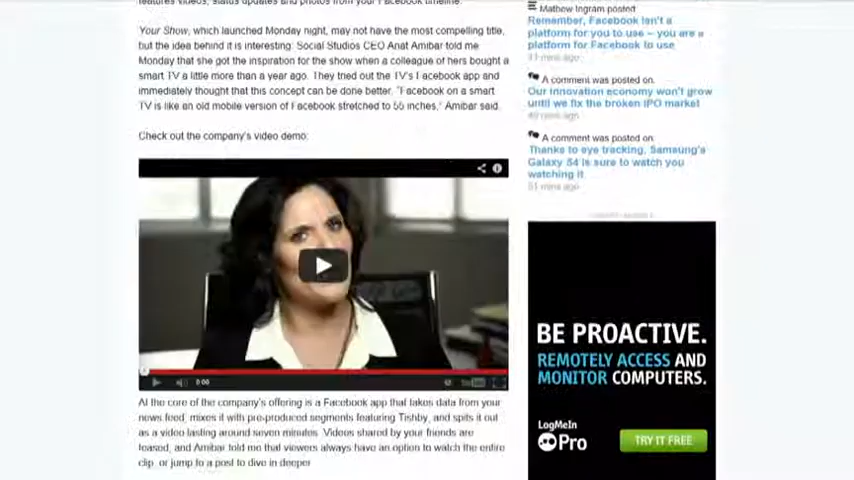 features videos, status updates and photos from your Facebook timeline.
Your Show, which launched Monday night, may not have the most compelling title,
but the idea behind it is interesting: Social Studios CEO Anat Amibar told me
Monday that she got the inspiration for the show when a colleague of hers bought a
smart TV a little more than a year ago. They tried out the TV's Facebook app and
immediately thought that this concept can be done better. "Facebook on a smart
TV is like an old mobile version of Facebook stretched to 55 inches," Amibar said.
Check out the company's video demo:
0:00
At the core of the company's offering is a Facebook app that takes data from your
news feed, mixes it with pre-produced segments featuring Tishby, and spits it out
as a video lasting around seven minutes. Videos shared by your friends are
teased, and Amibar told me that viewers always have an option to watch the entire
clip, or jump to a post to dive in deeper
Mathew Ingram posted
Remember, Facebook isn't a
platform for you to use – you are a
platform for Facebook to use
mins ago
A comment was posted on
Our innovation economy won't grow
until we fix the broken IPO market
mins ago
A comment was posted on
Thanks to eye tracking, Samsung's
Galaxy S4 is sure to watch you
watching it
51 mins ago
BE PROACTIVE.
REMOTELY ACCESS AND
MONITOR COMPUTERS.
LogMeIn
Pro
TRY IT FREE